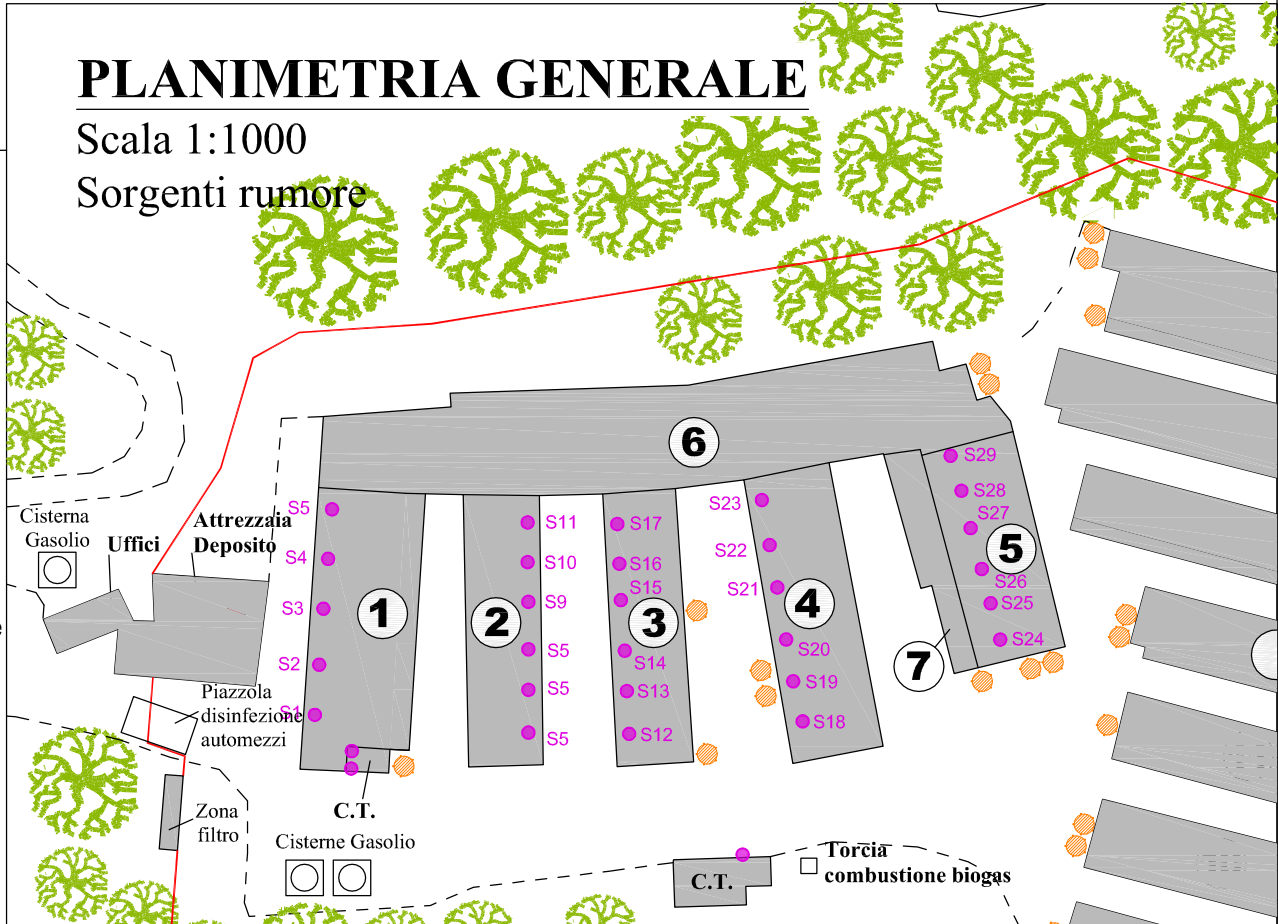 PLANIMETRIA GENERALE
Scala 1:1000
Sorgenti rumore
6
S29
S28
S27
5
S26
S25
S24
7
S23
S22
S21
4
S20
S19
S18
S17
S16
S15
3
S14
S13
S12
S11
S10
S9
2
S5
S5
S5
S5
S4
S3
1
S2
S1
Cisterna
Gasolio
Uffici
Attrezzaia
Deposito
Piazzola
disinfezione
automezzi
Zona
filtro
C.T.
Cisterne Gasolio
C.T.
Torcia
combustione biogas